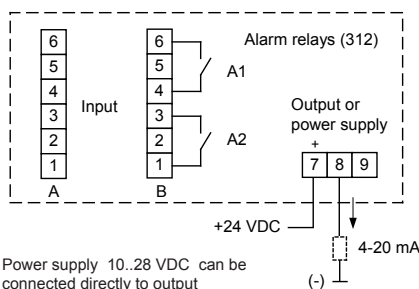 Alarm relays (312)
6
5
4
3
2
1
A
Input
6
5
4
3
2
1
B
A1
A2
Output or
power supply
+
7 8 9
+24 VDC
4-20 mA
(-)
Power supply 10..28 VDC can be
connected directly to output